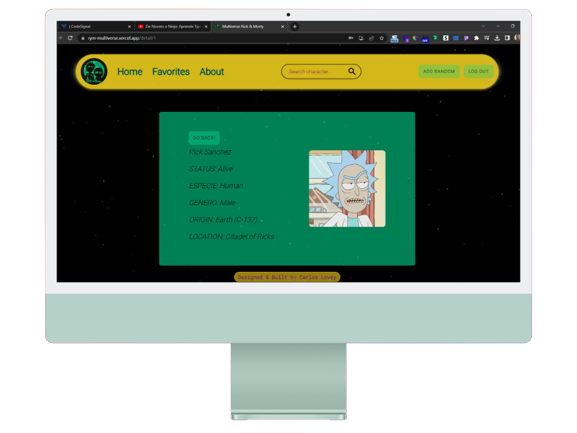 CodeSignal
De Novato a Ninja: Aprende Typ
Multiverse Rick & Morty
rym-multiverse.vercel.app/detail/1
Home Favorites About
Search character...
ADD RANDOM
LOG OUT
GO BACK!
Rick Sanchez
STATUS: Alive
ESPECIE: Human
GENERO: Male
ORIGIN: Earth (C-137)
LOCATION: Citadel of Ricks
Designed & Built by Carlos Lovey